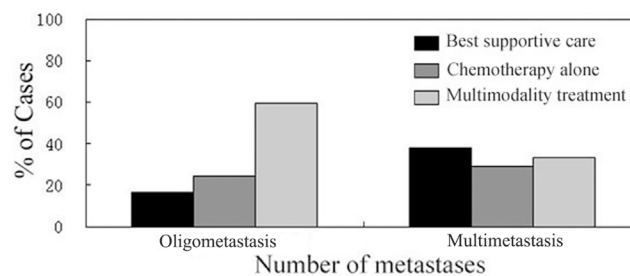 100
80
60
40
20
0
% of Cases
Best supportive care
Chemotherapy alone
Multimodality treatment
Oligometastasis Multimetastasis
Number of metastases